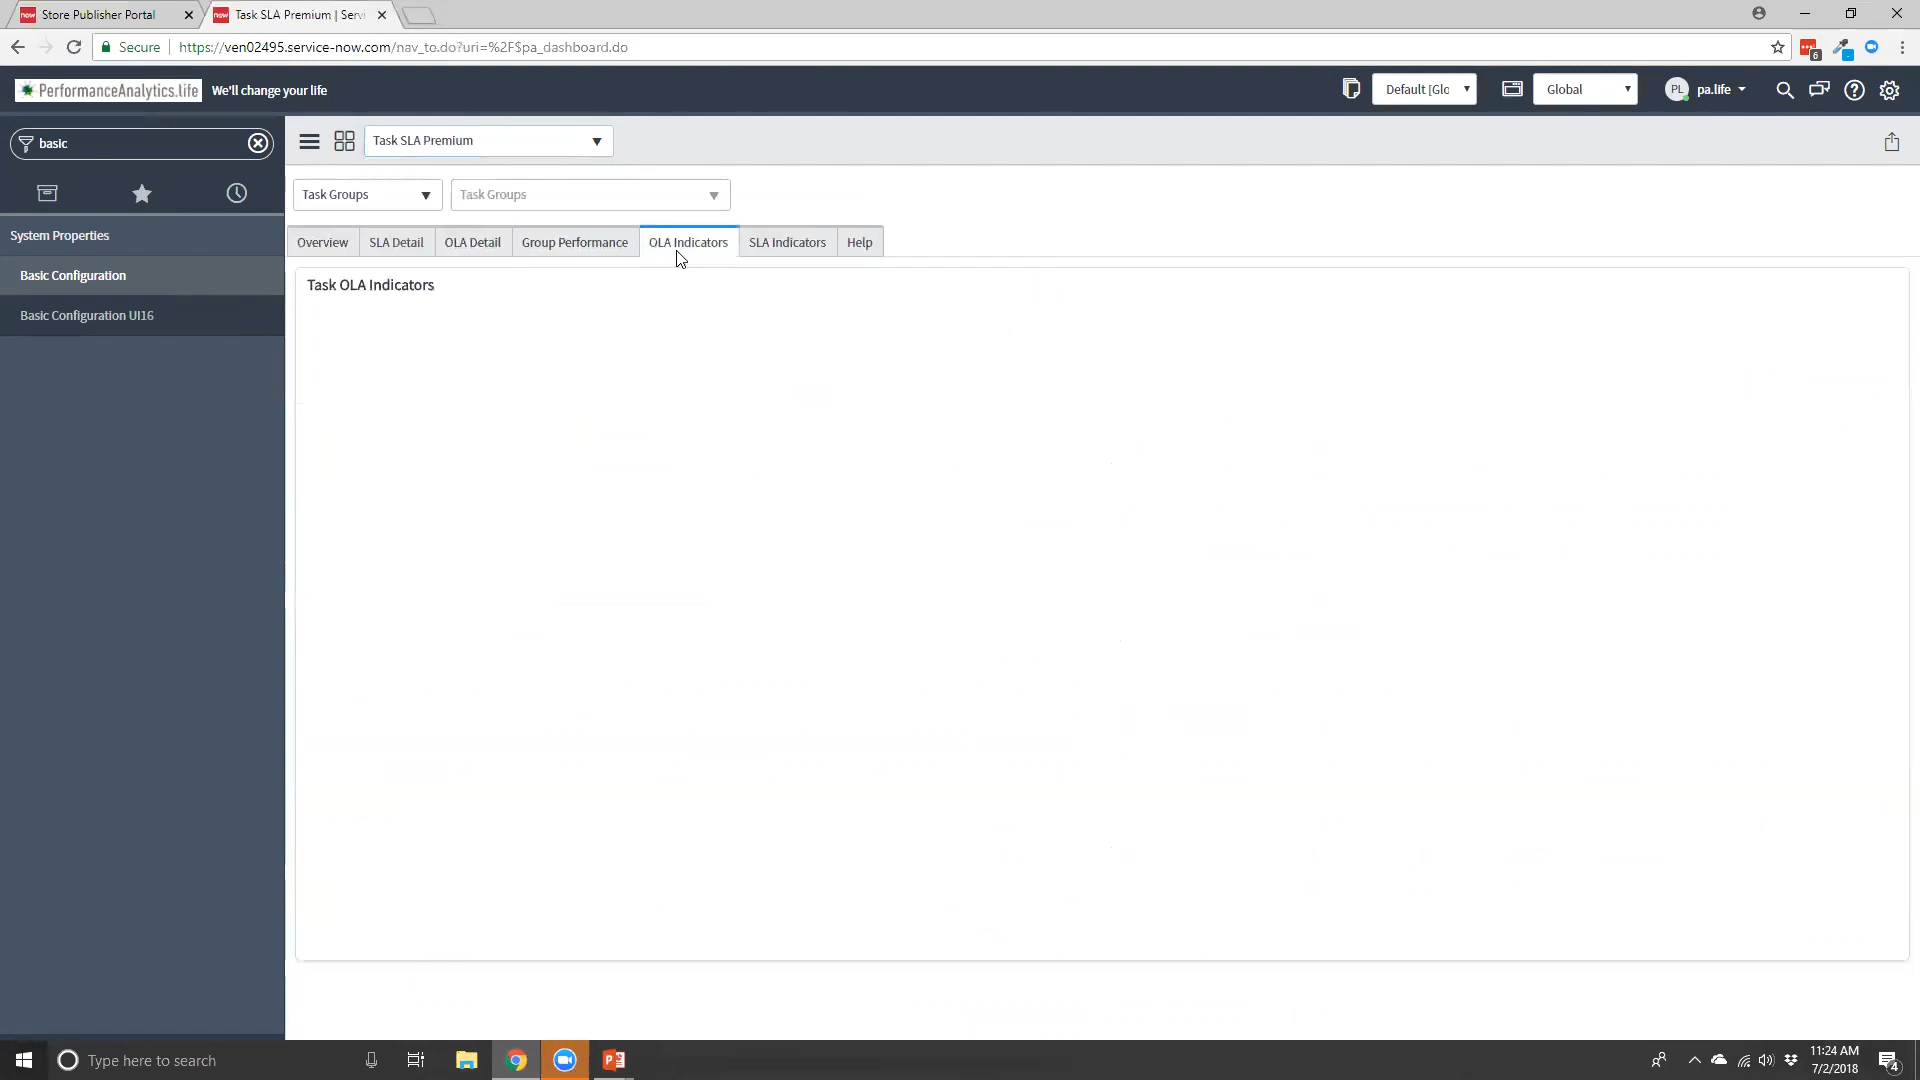 Store Publisher Portal
Task SLA Premium | Servi
Secure
https://ven02495.service-now.com/nav_to.do?uri=%2F$pa_dashboard.do
6
PerformanceAnalytics.life
We'll change your life
Default [Glo
Global
PL
pa.life
basic
Task SLA Premium
Task Groups
Task Groups
System Properties
Basic Configuration
Basic Configuration UI16
Overview
SLA Detail
OLA Detail
Group Performance
OLA Indicators
SLA Indicators
Help
Task OLA Indicators
Type here to search
11:24 AM
7/2/2018
4